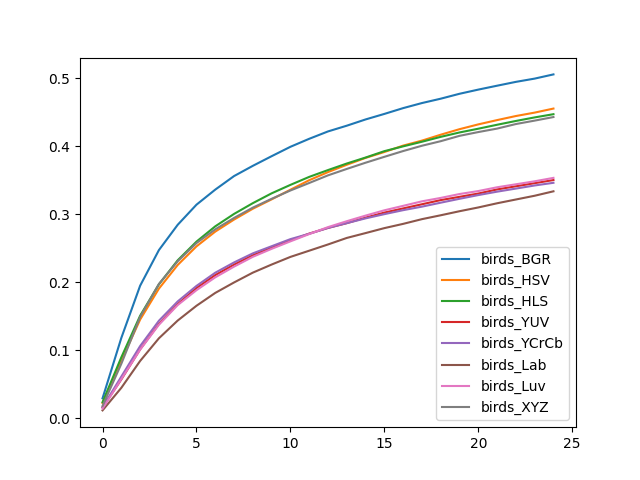 0.5
0.4
0.3
0.2
0.1
0.0
0 5 10 15 20 25
birds_BGR
birds_HSV
birds_HLS
birds_YUV
birds_YCrCb
birds_Lab
birds_Luv
birds_XYZ